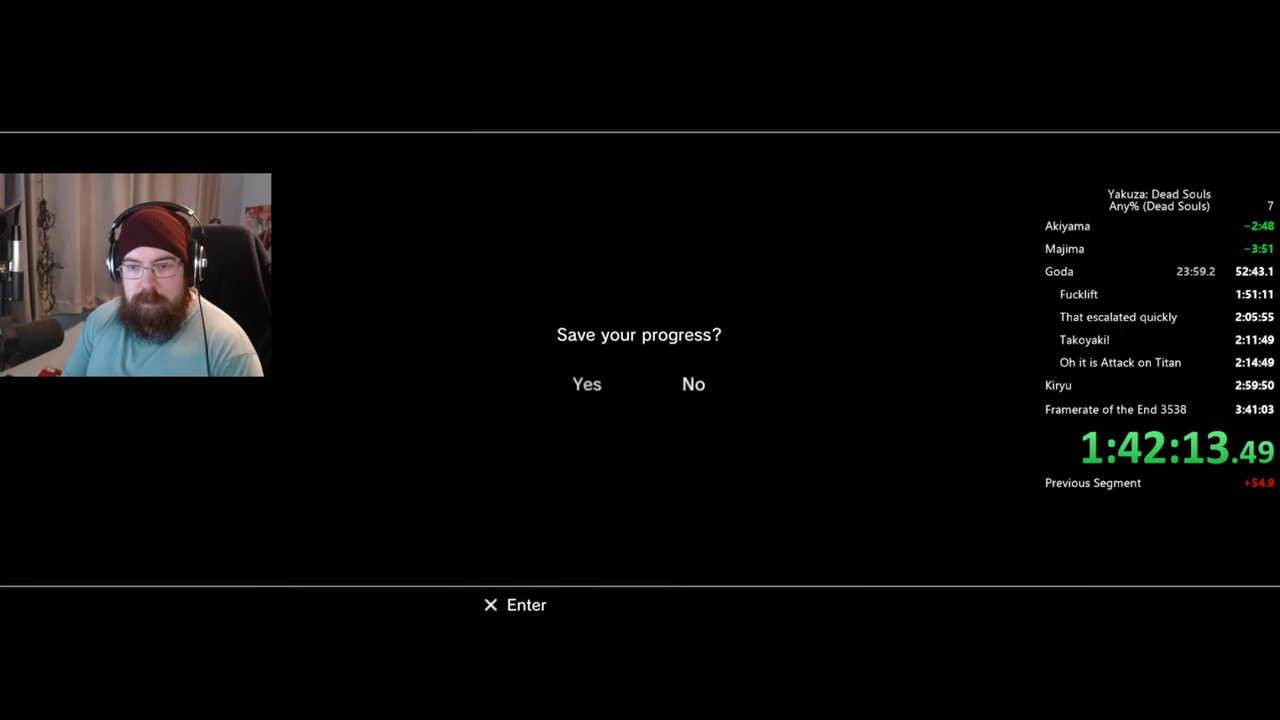 Save your progress?
Yes No
X Enter
Yakuza: Dead Souls
Any% (Dead Souls) 7
Akiyama −2:48
Majima −3:51
Goda 23:59.2 52:43.1
Fucklift 1:51:11
That escalated quickly 2:05:55
Takoyaki! 2:11:49
Oh it is Attack on Titan 2:14:49
Kiryu 2:59:50
Framerate of the End 3538 3:41:03
1:42:13.49
Previous Segment +54.9